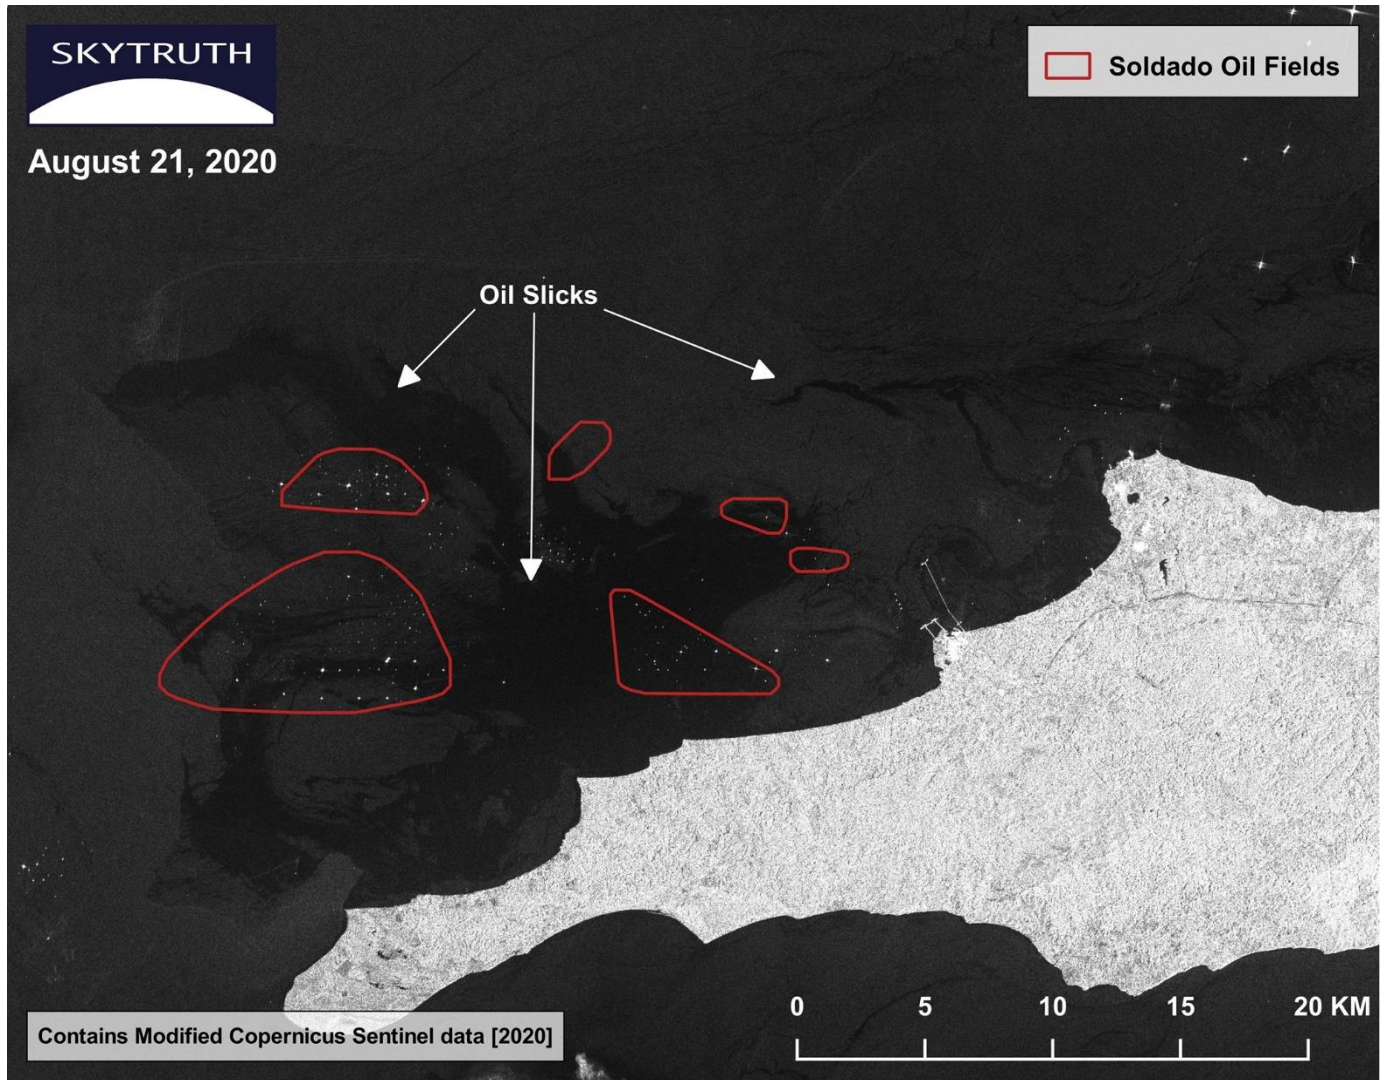 SKYTRUTH
August 21, 2020
Soldado Oil Fields
Oil Slicks
0 5 10 15 20 KM
Contains Modified Copernicus Sentinel data [2020]